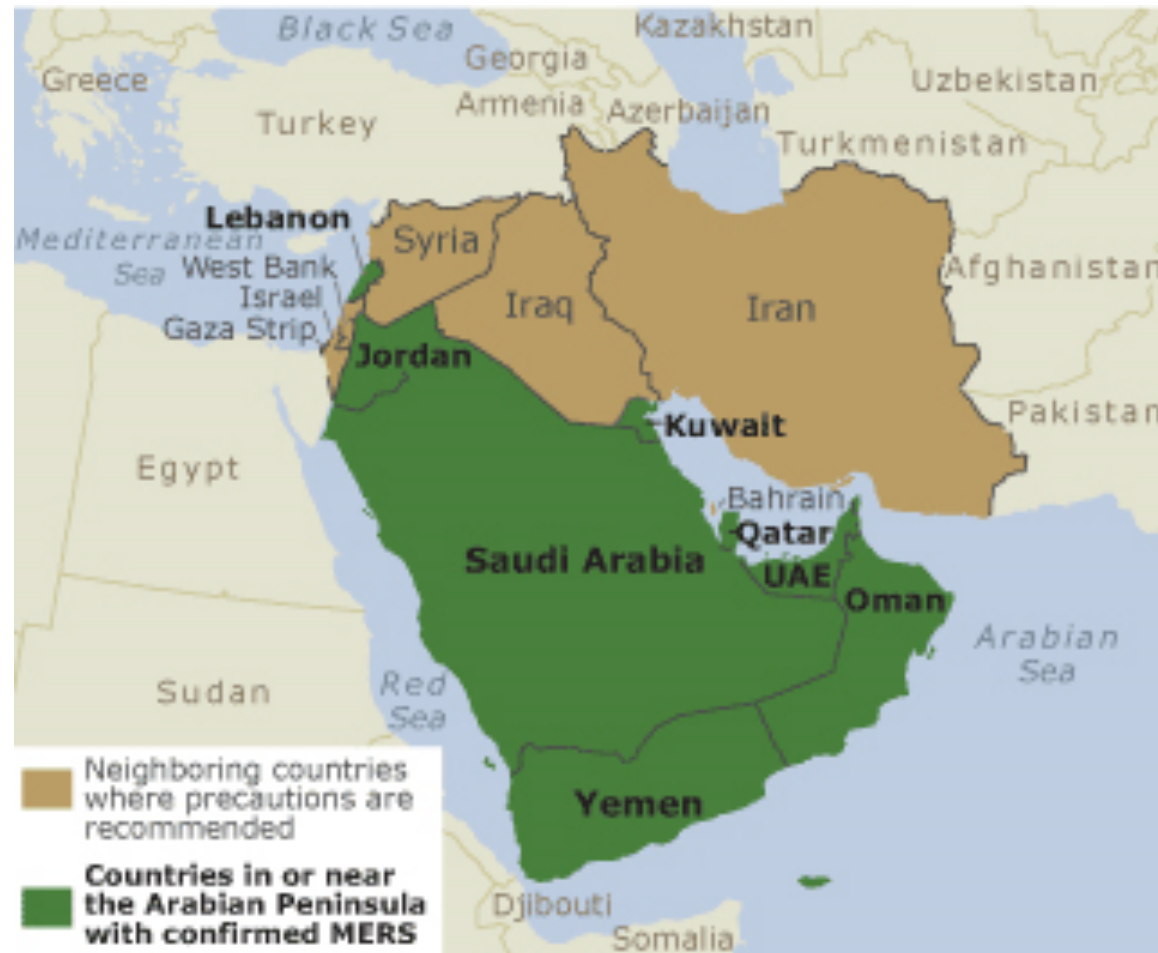 Black Sea
Kazakhstan
Georgia
Greece
Uzbekistan
Armenia
Azerbaijan
Turkey
Turkmenistan
Lebanon
Mediterranean
Sea
Syria
West Bank
Afghanistan
Israel
Iraq
Iran
Gaza Strip
Jordan
Pakistan
Kuwait
Egypt
Bahrain
Qatar
Saudi Arabia
UAE
Oman
Arabian
Sea
Sudan
Red
Sea
Yemen
Neighboring countries
where precautions are
recommended
Countries in or near
the Arabian Peninsula
with confirmed MERS
Djibouti
Somalia